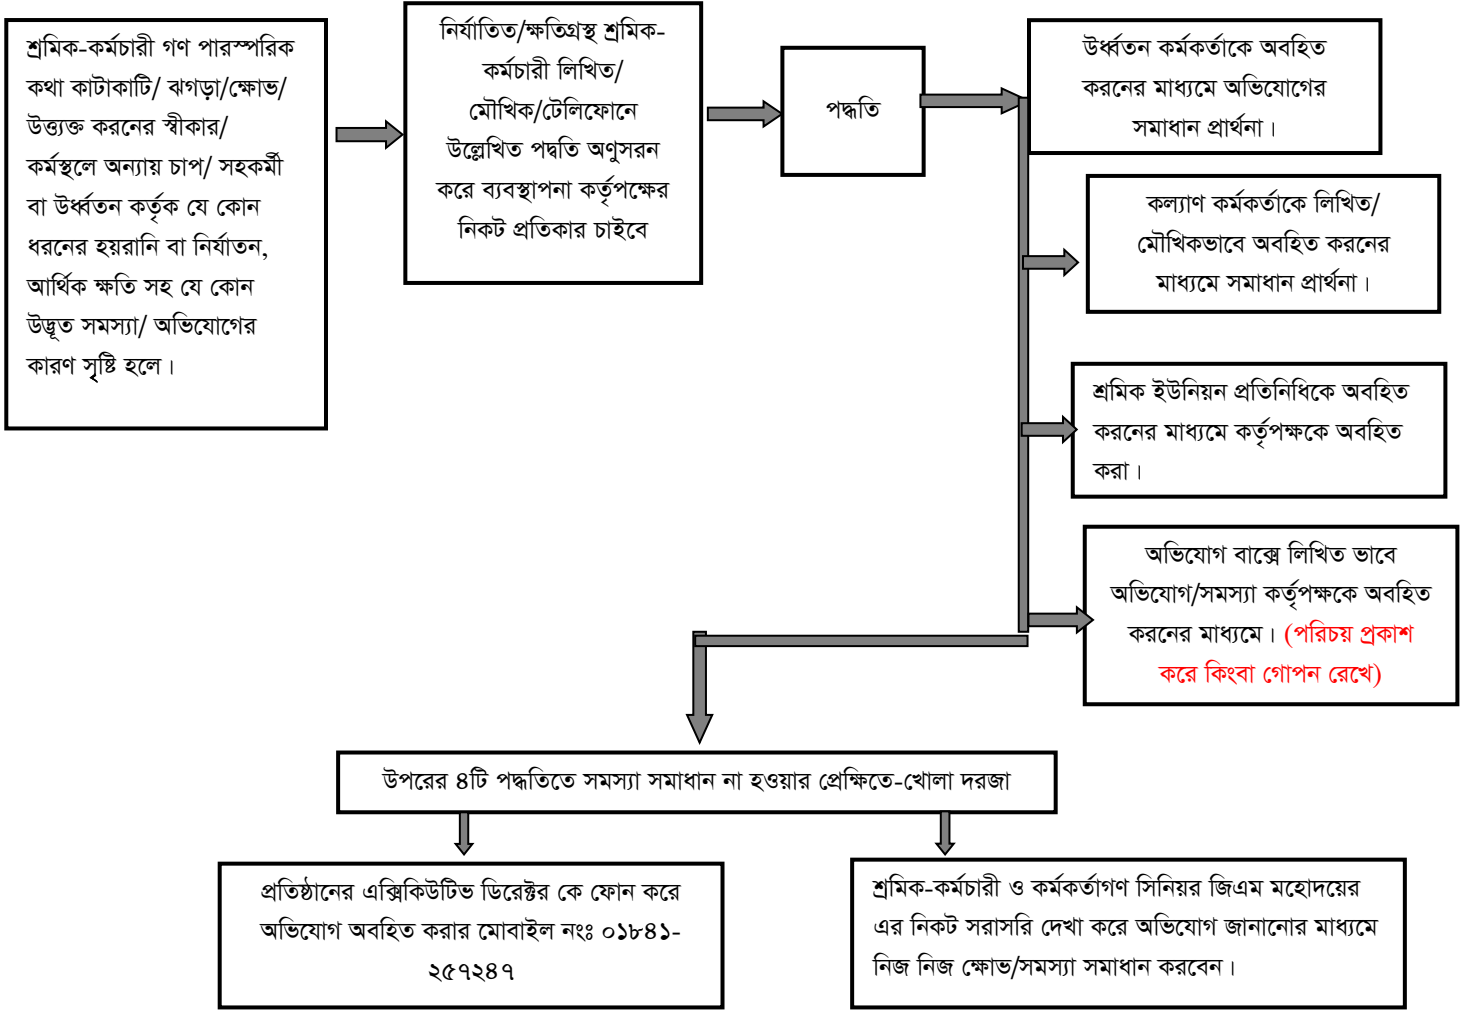 শ্রমিক-কর্মচারী গণ পারস্পরিক
কথা কাটাকাটি/ ঝগড়া/ক্ষোভ/
উত্ত্যক্ত করনের স্বীকার/
কর্মস্থলে অন্যায় চাপ/ সহকর্মী
বা উর্ধ্বতন কর্তৃক যে কোন
ধরনের হয়রানি বা নির্যাতন,
আর্থিক ক্ষতি সহ যে কোন
উদ্ভূত সমস্যা/ অভিযোগের
কারণ সৃষ্টি হলে।
নির্যাতিত/ক্ষতিগ্রস্থ শ্রমিক-
কর্মচারী লিখিত/
মৌখিক/টেলিফোনে
উল্লেখিত পদ্বতি অণুসরন
করে ব্যবস্থাপনা কর্তৃপক্ষের
নিকট প্রতিকার চাইবে
পদ্ধতি
উর্ধ্বতন কর্মকর্তাকে অবহিত
করনের মাধ্যমে অভিযোগের
সমাধান প্রার্থনা।
কল্যাণ কর্মকর্তাকে লিখিত/
মৌখিকভাবে অবহিত করনের
মাধ্যমে সমাধান প্রার্থনা।
শ্রমিক ইউনিয়ন প্রতিনিধিকে অবহিত
করনের মাধ্যমে কর্তৃপক্ষকে অবহিত
করা।
অভিযোগ বাক্সে লিখিত ভাবে
অভিযোগ/সমস্যা কর্তৃপক্ষকে অবহিত
করনের মাধ্যমে। (পরিচয় প্রকাশ
করে কিংবা গোপন রেখে)
উপরের ৪টি পদ্ধতিতে সমস্যা সমাধান না হওয়ার প্রেক্ষিতে-খোলা দরজা
প্রতিষ্ঠানের এক্সিকিউটিভ ডিরেক্টর কে ফোন করে
অভিযোগ অবহিত করার মোবাইল নংঃ ০১৮৪১-
২৫৭২৪৭
শ্রমিক-কর্মচারী ও কর্মকর্তাগণ সিনিয়র জিএম মহোদয়ের
এর নিকট সরাসরি দেখা করে অভিযোগ জানানোর মাধ্যমে
নিজ নিজ ক্ষোভ/সমস্যা সমাধান করবেন।